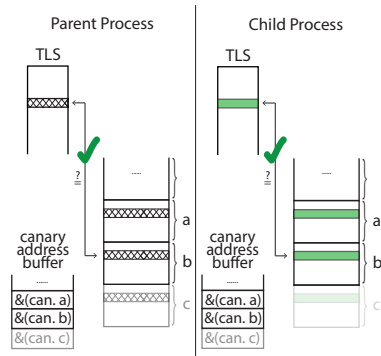 Parent Process
TLS
.....
?
=
a
b
c
canary
address
buffer
.....
&(can. a)
&(can. b)
&(can. c)
Child Process
TLS
.....
?
=
a
b
c
canary
address
buffer
.....
&(can. a)
&(can. b)
&(can. c)